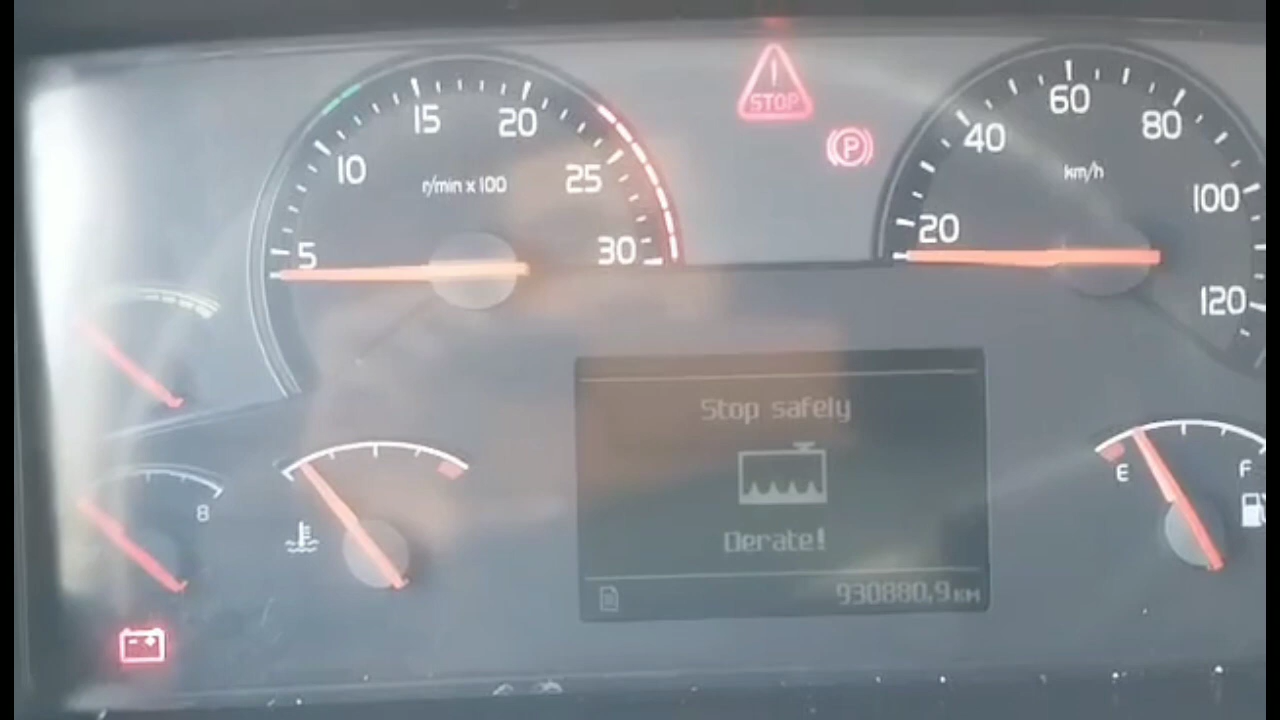 STOP
P
5
10
15
20
25
30
r/min x 100
20
40
60
80
100
120
km/h
Stop safely
Derate!
930880,9 км
8
E
F